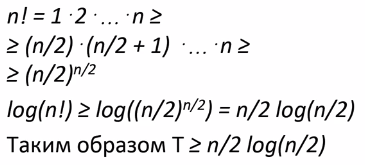 n! = 1 · 2 · … · n ≥
≥ (n/2) · (n/2 + 1) · … · n ≥
≥ (n/2)^{n/2}
log(n!) ≥ log((n/2)^{n/2}) = n/2 log(n/2)
Таким образом T ≥ n/2 log(n/2)